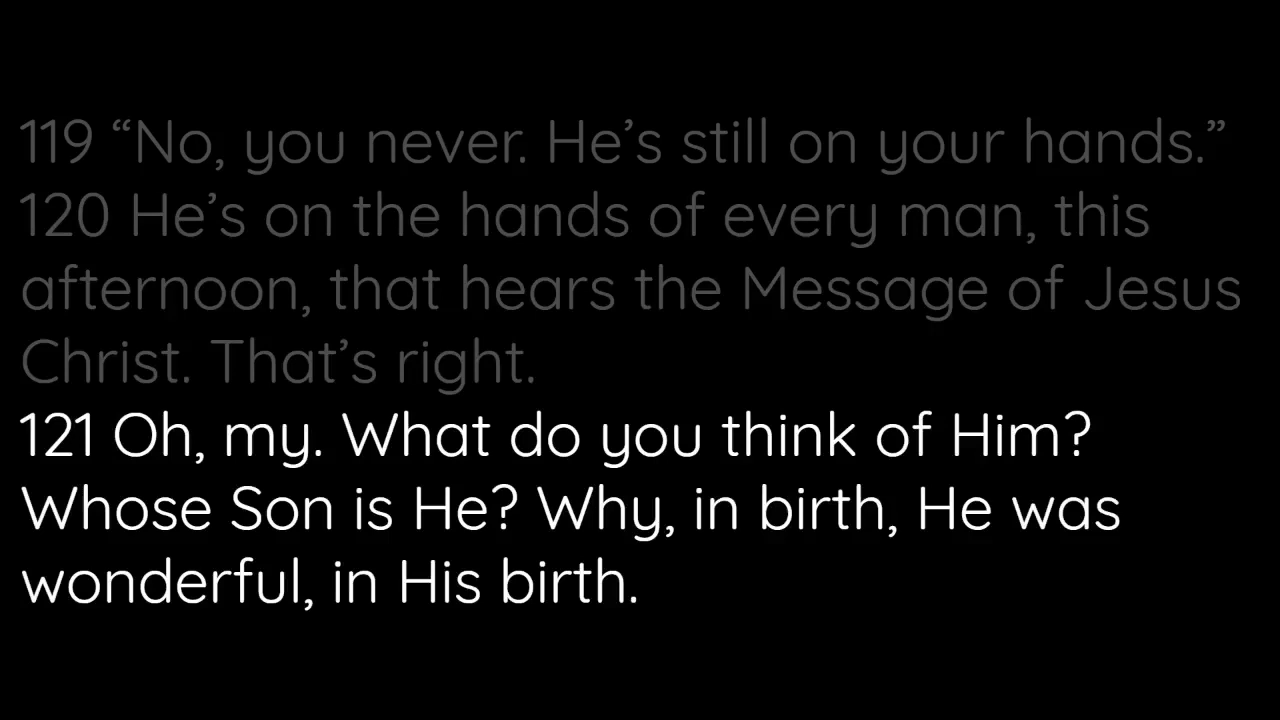 119 “No, you never. He’s still on your hands.”
120 He’s on the hands of every man, this
afternoon, that hears the Message of Jesus
Christ. That’s right.
121 Oh, my. What do you think of Him?
Whose Son is He? Why, in birth, He was
wonderful, in His birth.